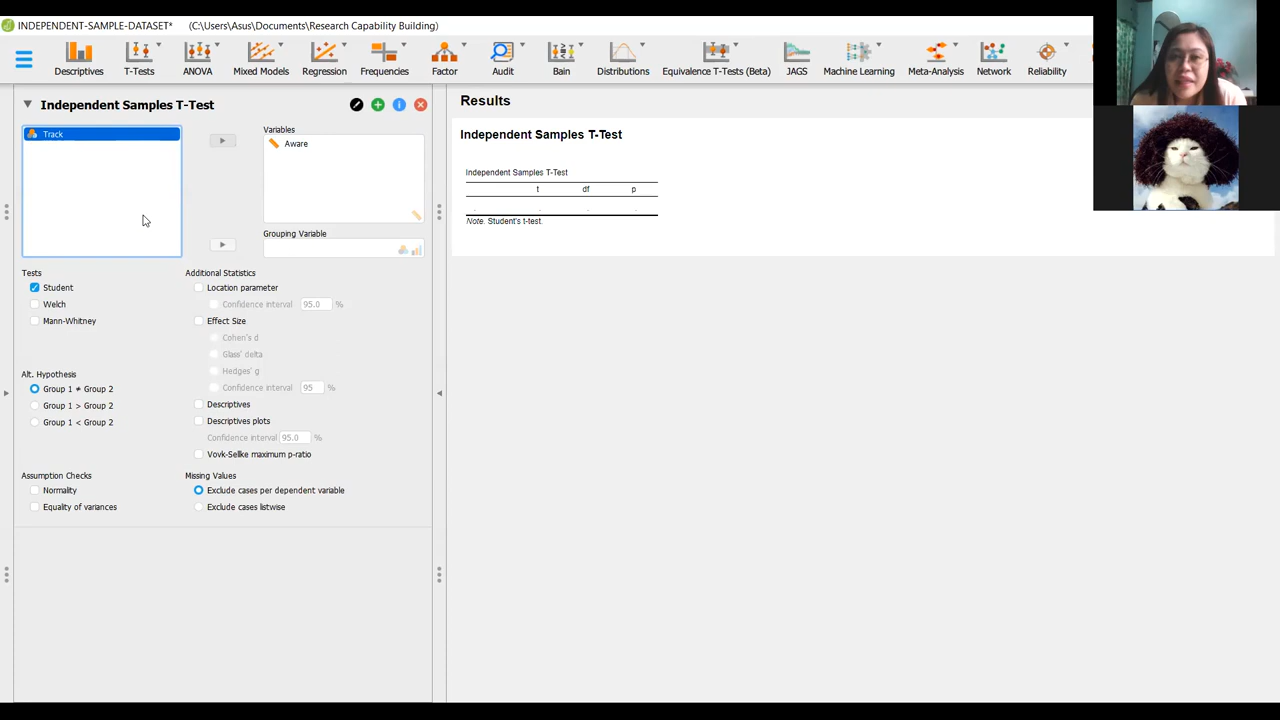 INDEPENDENT-SAMPLE-DATASET* (C:\Users\Asus\Documents\Research Capability Building)
Descriptives T-Tests ANOVA Mixed Models Regression Frequencies Factor Audit Bain Distributions Equivalence T-Tests (Beta) JAGS Machine Learning Meta-Analysis Network Reliability
Independent Samples T-Test
Track
Variables
Aware
Grouping Variable
Tests
Student
Welch
Mann-Whitney
Alt. Hypothesis
Group 1 ≠ Group 2
Group 1 > Group 2
Group 1 < Group 2
Assumption Checks
Normality
Equality of variances
Additional Statistics
Location parameter
Confidence interval 95.0 %
Effect Size
Cohen's d
Glass' delta
Hedges' g
Confidence interval 95 %
Descriptives
Descriptives plots
Confidence interval 95.0 %
Vovk-Sellke maximum p-ratio
Missing Values
Exclude cases per dependent variable
Exclude cases listwise
Results
Independent Samples T-Test
Independent Samples T-Test
t df p
. .
Note. Student's t-test.